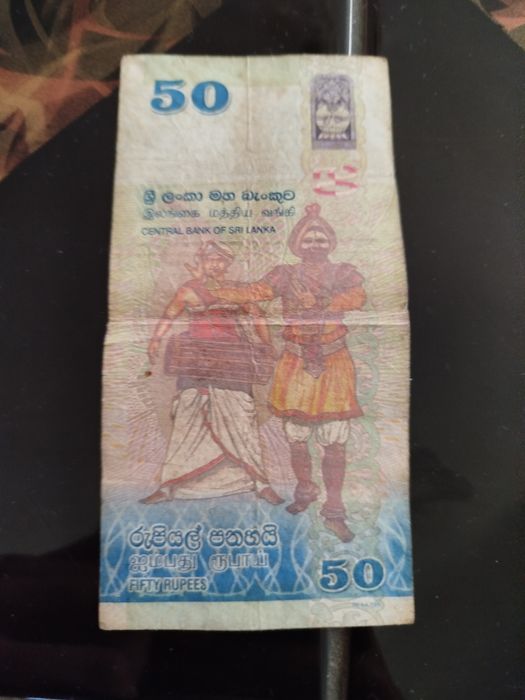 50
ශ්‍රී ලංකා මහ බැංකුව
இலங்கை மத்திய வங்கி
CENTRAL BANK OF SRI LANKA
රුපියල් පනහයි
ஐம்பது ரூபாய்
FIFTY RUPEES
50